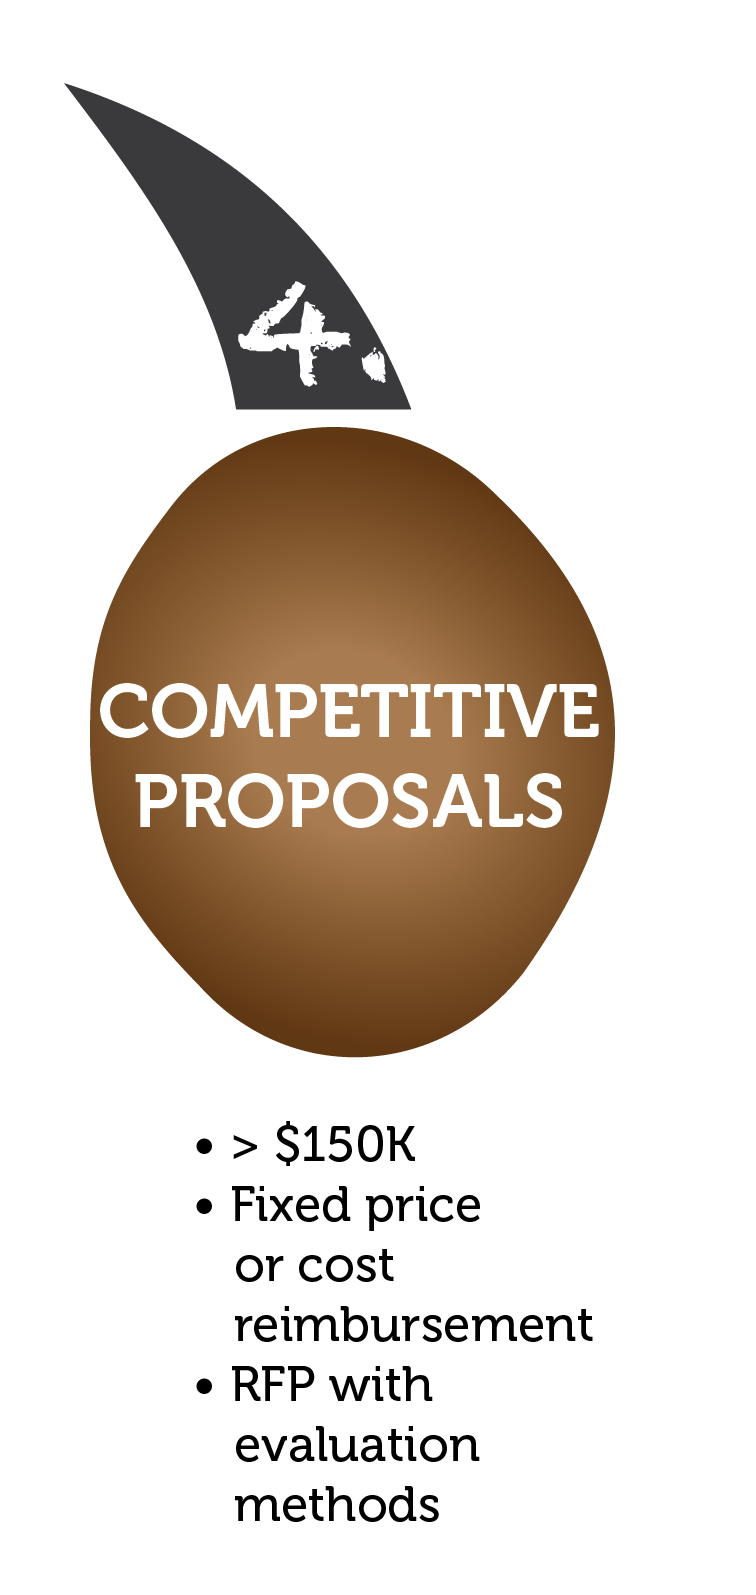 4.
COMPETITIVE
PROPOSALS
• > $150K
• Fixed price
or cost
reimbursement
• RFP with
evaluation
methods